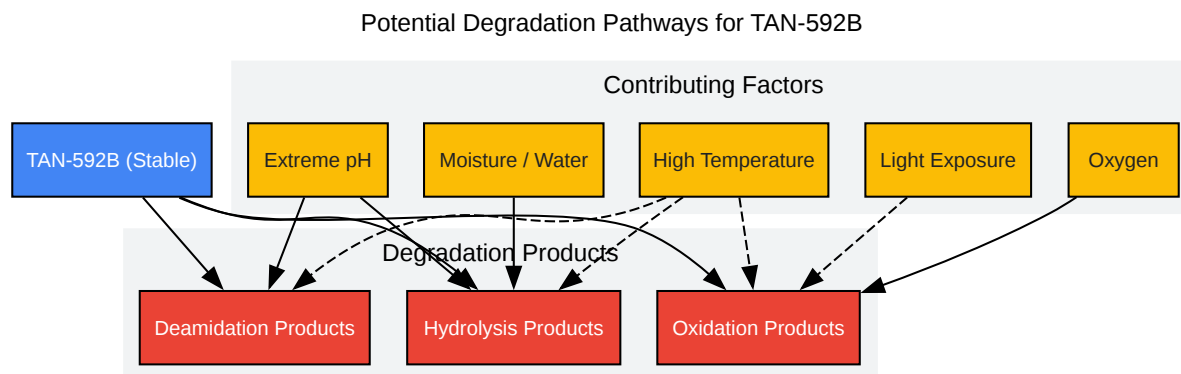 Potential Degradation Pathways for TAN-592B
Contributing Factors
TAN-592B (Stable)
Extreme pH
Moisture / Water
High Temperature
Light Exposure
Oxygen
Degradation Products
Deamidation Products
Hydrolysis Products
Oxidation Products